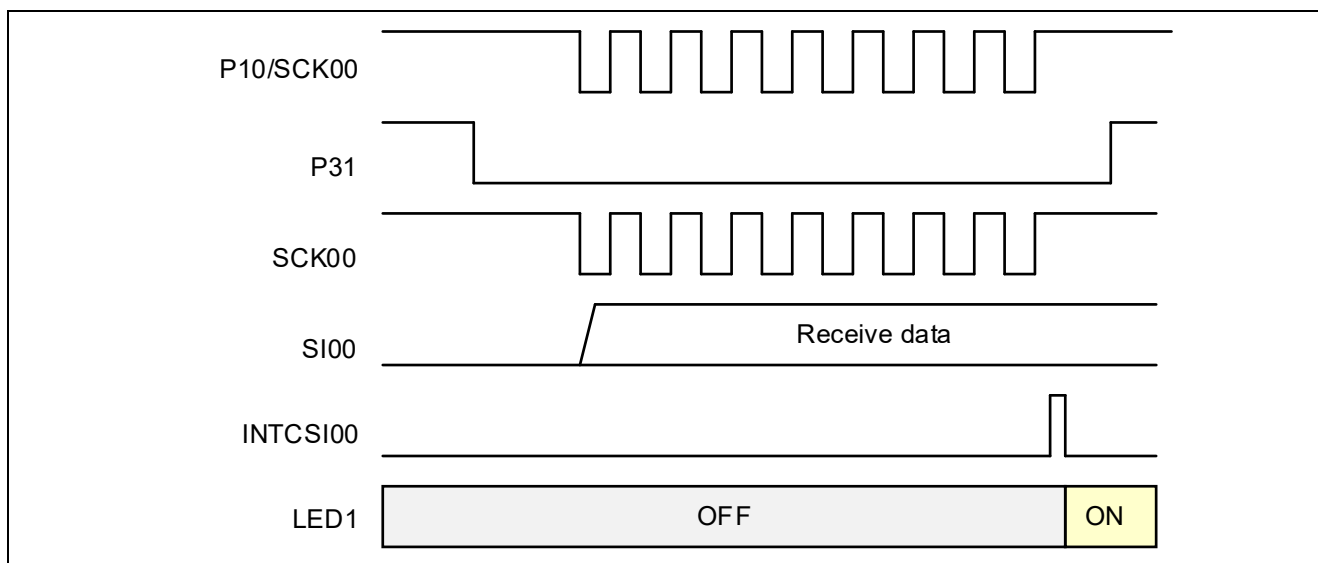 P10/SCK00
P31
SCK00
SI00
Receive data
INTCSI00
LED1
OFF
ON